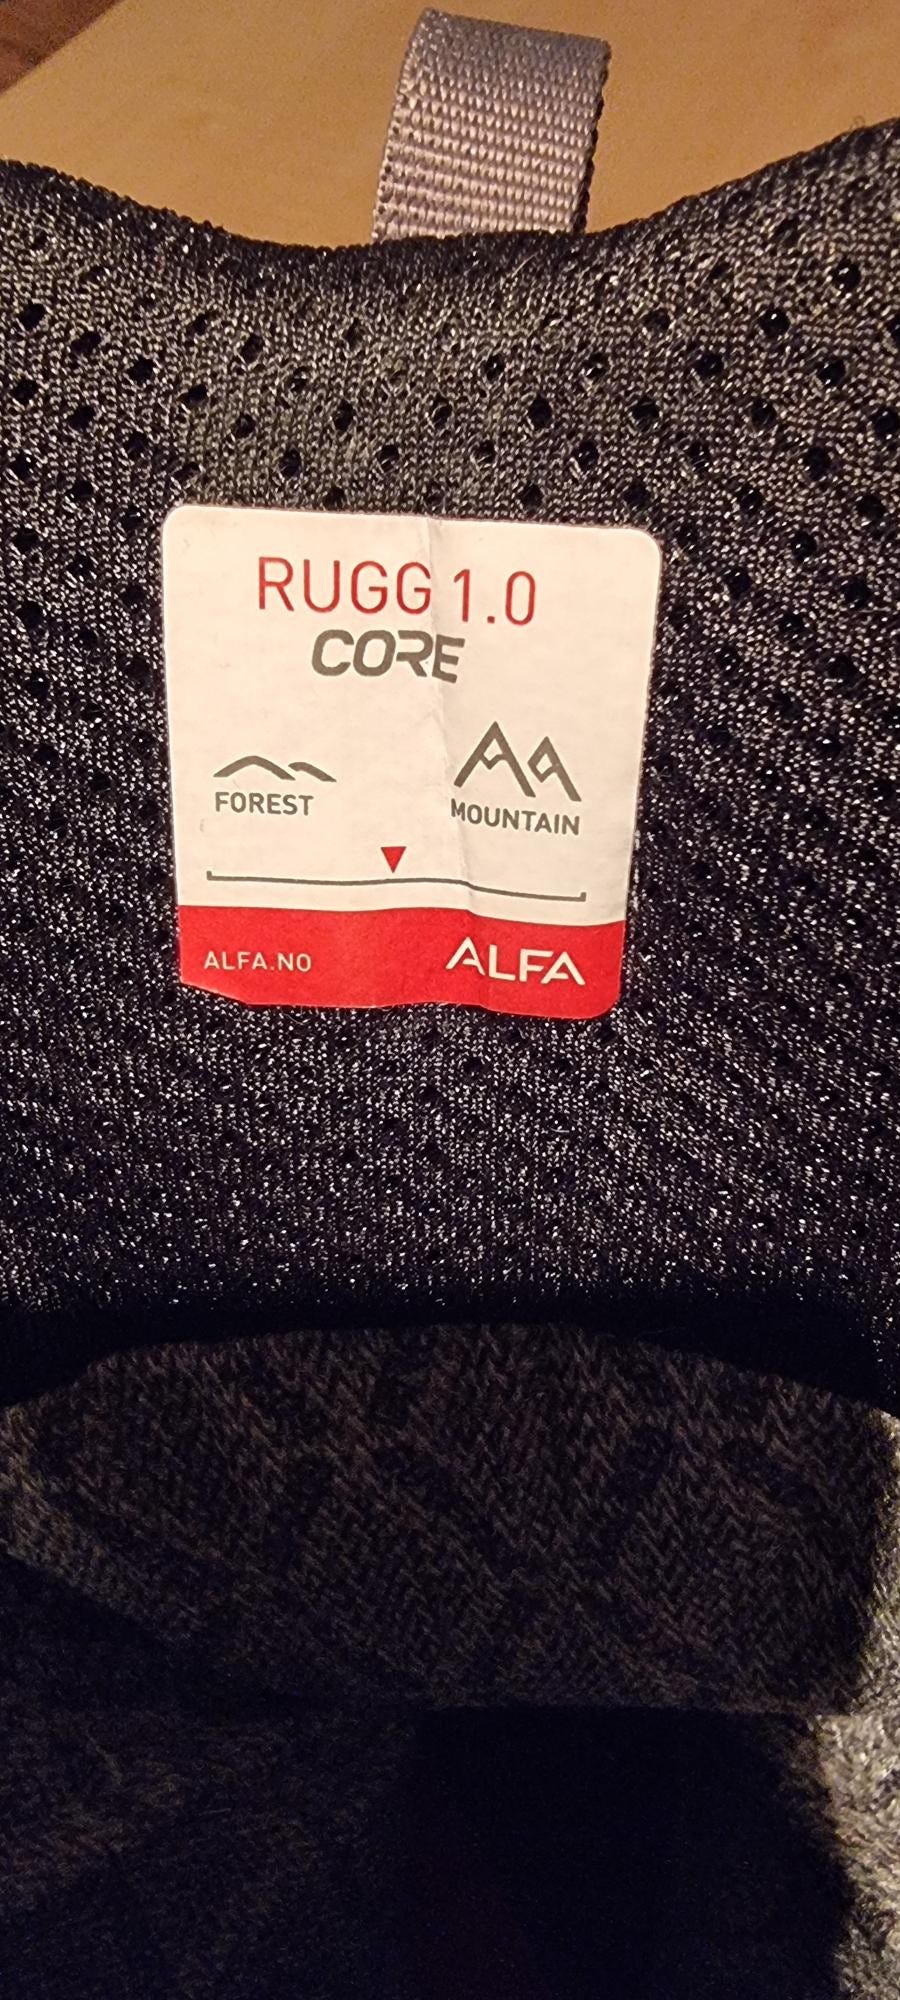 RUGG 1.0
CORE
FOREST
MOUNTAIN
ALFA.NO
ALFA